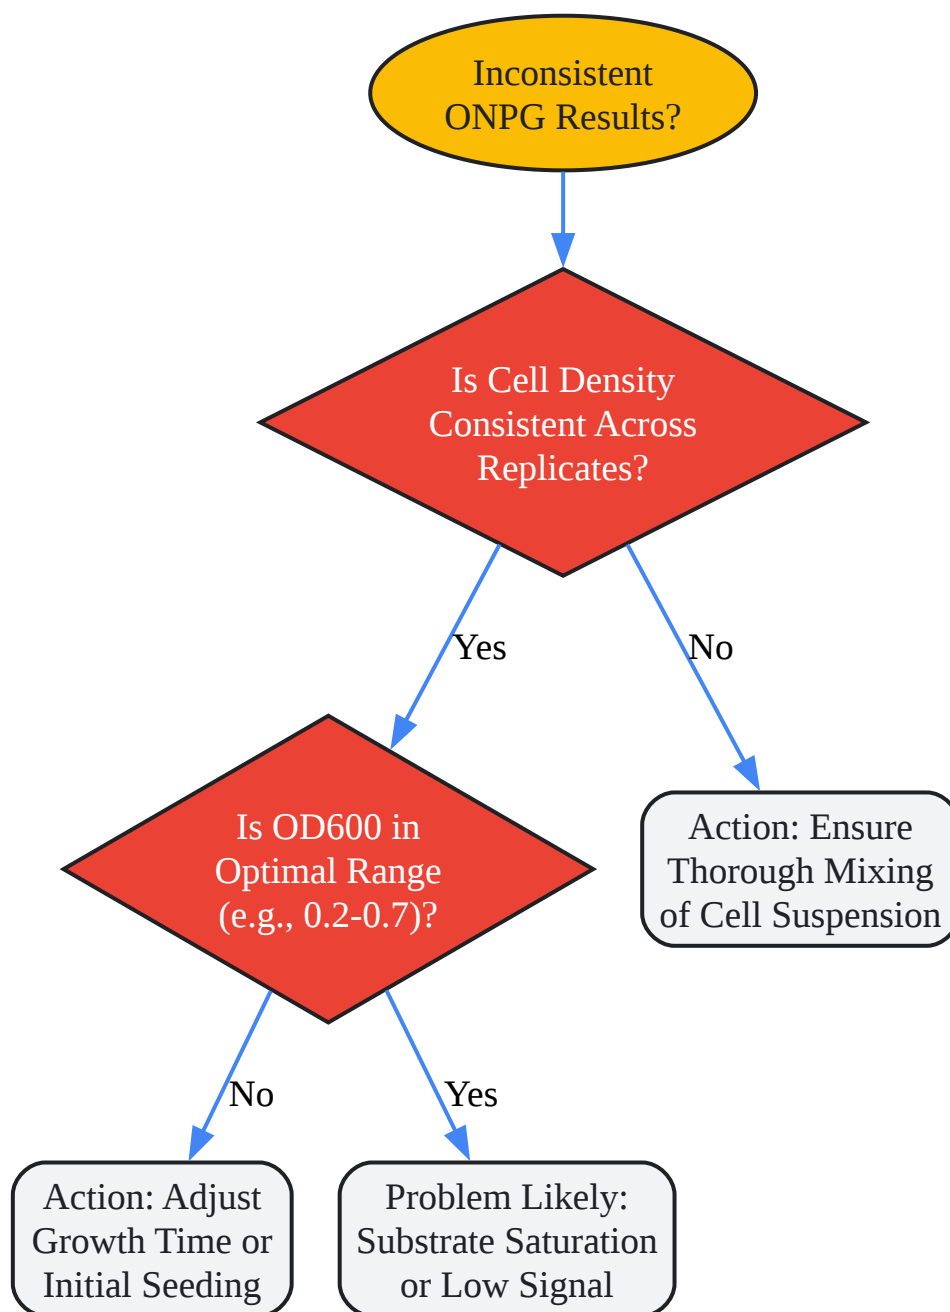 Inconsistent
ONPG Results?
Is Cell Density
Consistent Across
Replicates?
Yes
No
Is OD600 in
Optimal Range
(e.g., 0.2-0.7)?
Action: Ensure
Thorough Mixing
of Cell Suspension
No
Yes
Action: Adjust
Growth Time or
Initial Seeding
Problem Likely:
Substrate Saturation
or Low Signal